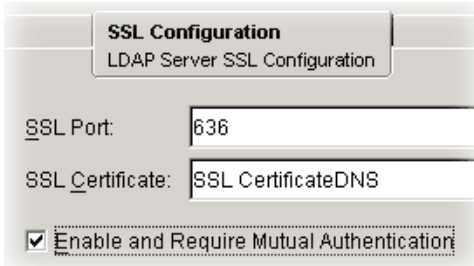 SSL Configuration
LDAP Server SSL Configuration
SSL Port: 636
SSL Certificate: SSL CertificateDNS
Enable and Require Mutual Authentication